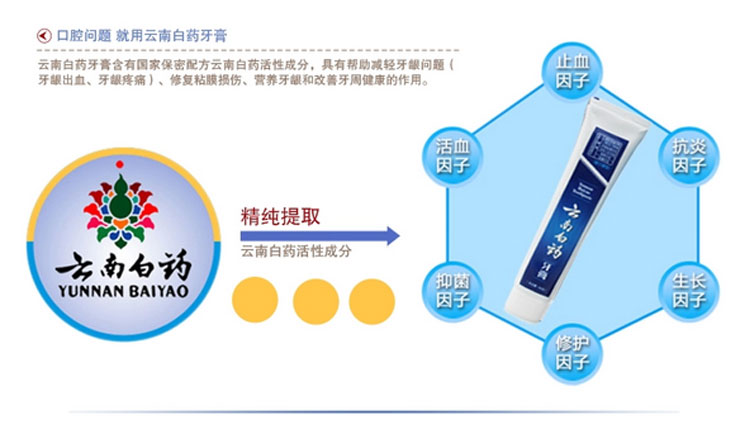 口腔问题 就用云南白药牙膏
云南白药牙膏含有国家保密配方云南白药活性成分，具有帮助减轻牙龈问题（
牙龈出血、牙龈疼痛）、修复粘膜损伤、营养牙龈和改善牙周健康的作用。
云南白药
YUNNAN BAIYAO
精纯提取
云南白药活性成分
止血
因子
活血
因子
抗炎
因子
抑菌
因子
生长
因子
修护
因子
云南白药
牙膏